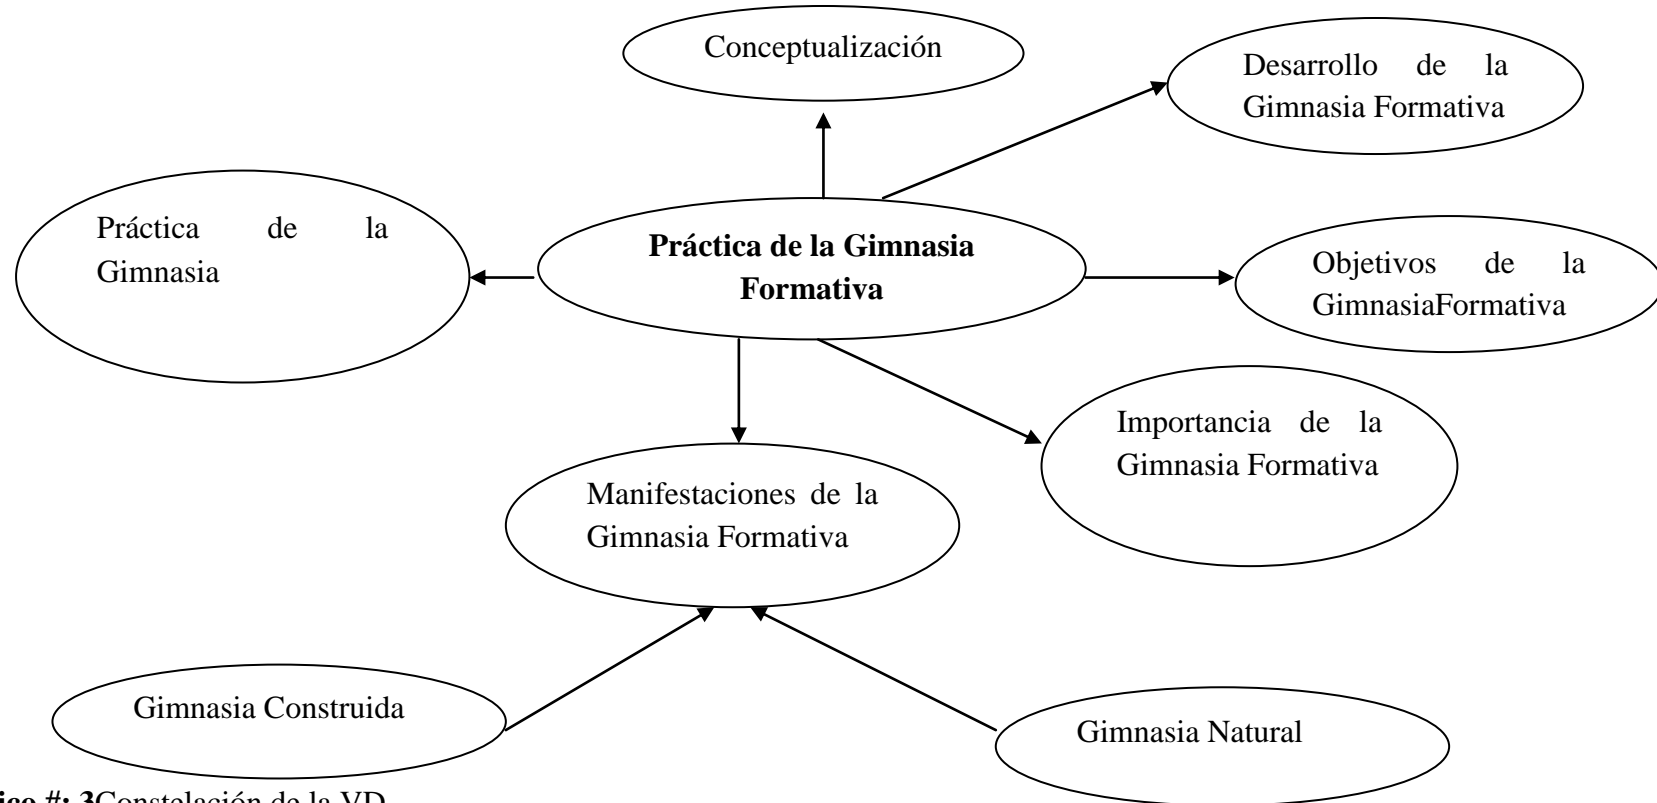 Conceptualización
Desarrollo de la
Gimnasia Formativa
Práctica de la
Gimnasia
Práctica de la Gimnasia
Formativa
Objetivos de la
GimnasiaFormativa
Importancia de la
Gimnasia Formativa
Manifestaciones de la
Gimnasia Formativa
Gimnasia Construida
Gimnasia Natural
#: 3Constelación de la VD